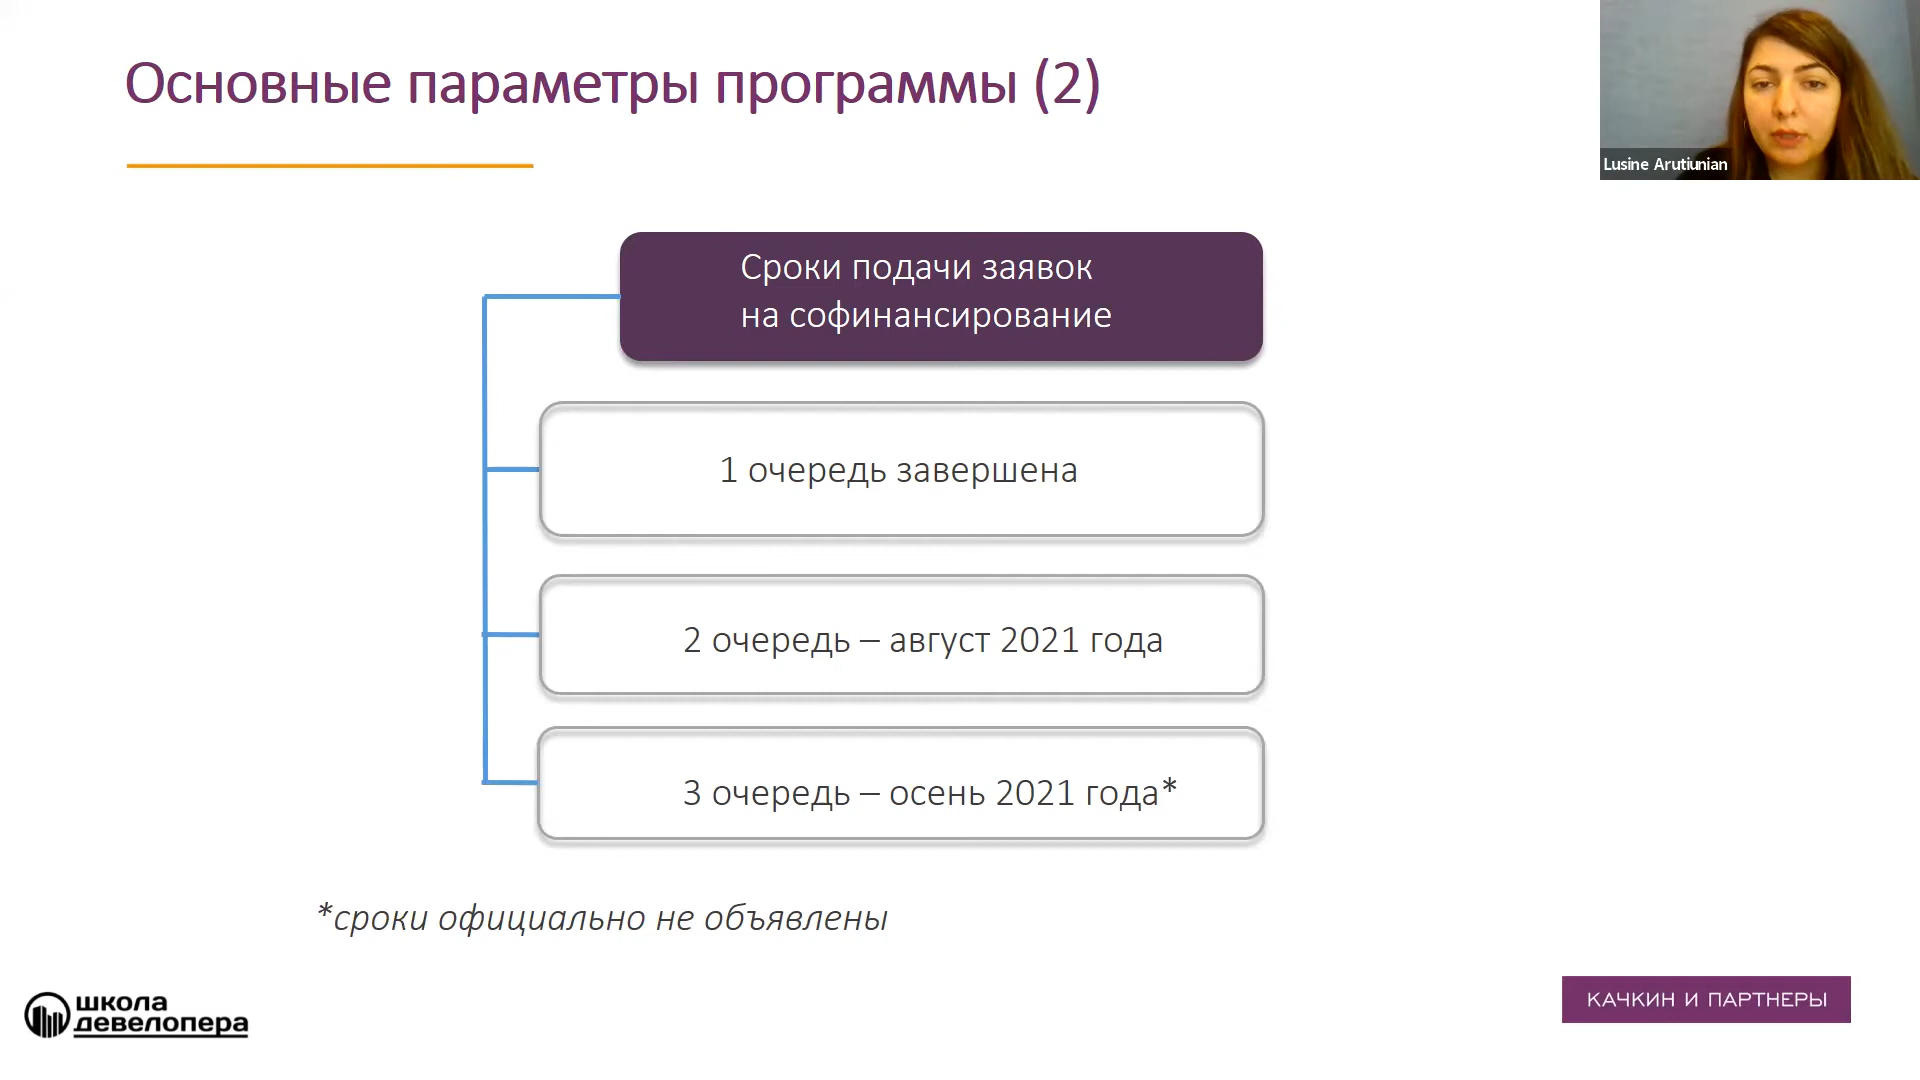 Основные параметры программы (2)
Lusine Arutiunian
Сроки подачи заявок
на софинансирование
1 очередь завершена
2 очередь – август 2021 года
3 очередь – осень 2021 года*
*сроки официально не объявлены
школа
девелопера
КАЧКИН И ПАРТНЕРЫ